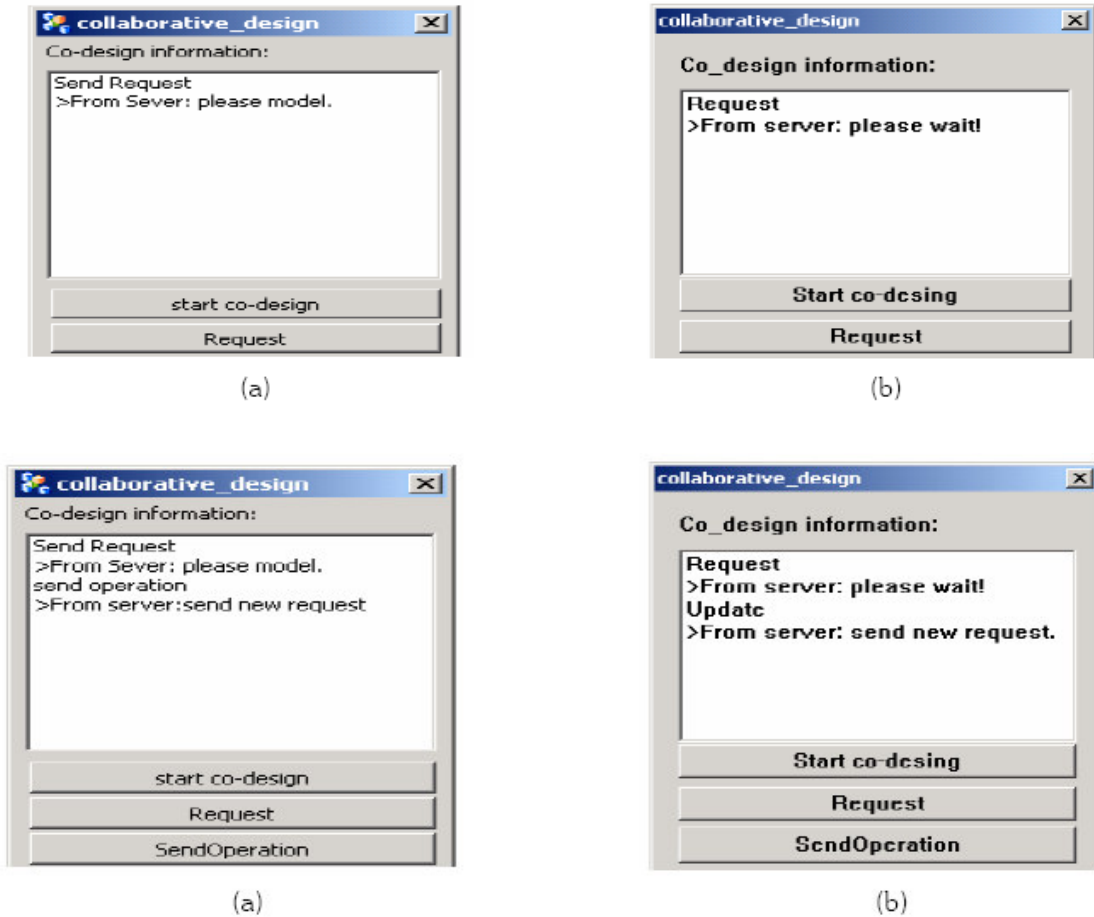 collaborative_design
Co-design information:
Send Request
>From Sever: please model.
start co-design
Request
(a)
collaborative_design
Co_design information:
Request
>From server: please wait!
Start co-desing
Request
(b)
collaborative_design
Co-design information:
Send Request
>From Sever: please model.
send operation
>From server:send new request
start co-design
Request
SendOperation
(a)
collaborative_design
Co_design information:
Request
>From server: please wait!
Update
>From server: send new request.
Start co-desing
Request
SendOperation
(b)